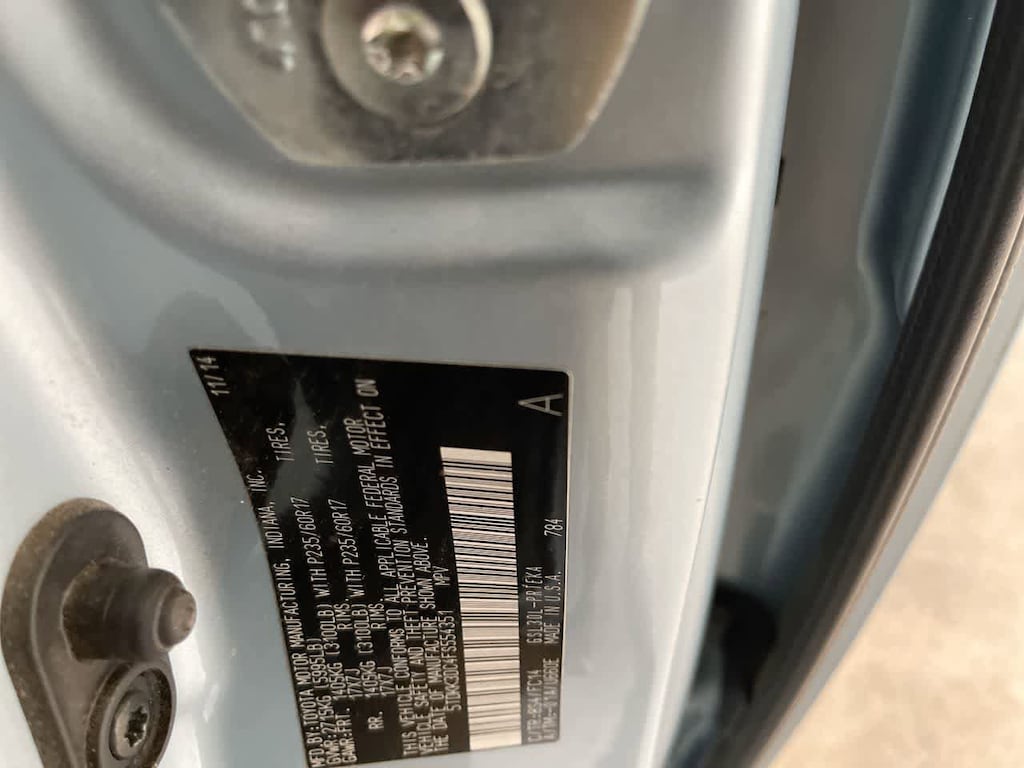 11/14
MFD.BY: TOYOTA MOTOR MANUFACTURING, INDIANA, INC.
GVWR:2715KG (5995LB)
GAWR:FRT. 1405KG (3100LB) WITH P235/60R17 TIRES,
17X7J RIMS
RR. 1405KG (3100LB) WITH P235/60R17 TIRES,
17X7J RIMS
THIS VEHICLE CONFORMS TO ALL APPLICABLE FEDERAL MOTOR
VEHICLE SAFETY AND THEFT PREVENTION STANDARDS IN EFFECT ON
THE DATE OF MANUFACTURE SHOWN ABOVE.
MPV
A
784
MADE IN U.S.A.